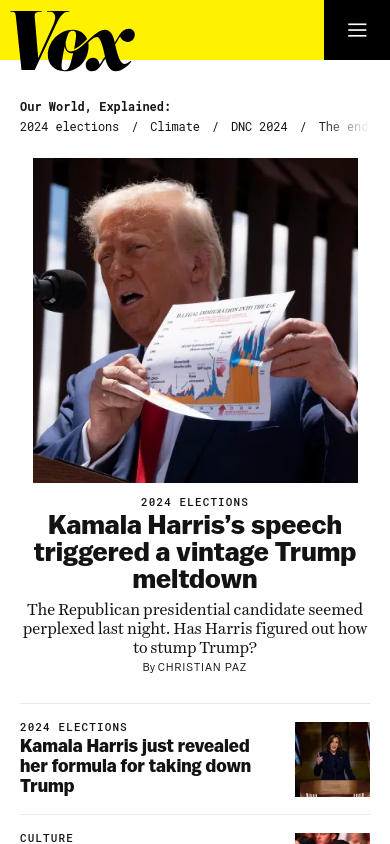 Vox
Our World, Explained:
2024 elections / Climate / DNC 2024 / The end
ILLEGAL IMMIGRATION INTO THE U.S.
2024 ELECTIONS
Kamala Harris’s speech
triggered a vintage Trump
meltdown
The Republican presidential candidate seemed
perplexed last night. Has Harris figured out how
to stump Trump?
By CHRISTIAN PAZ
2024 ELECTIONS
Kamala Harris just revealed
her formula for taking down
Trump
CULTURE